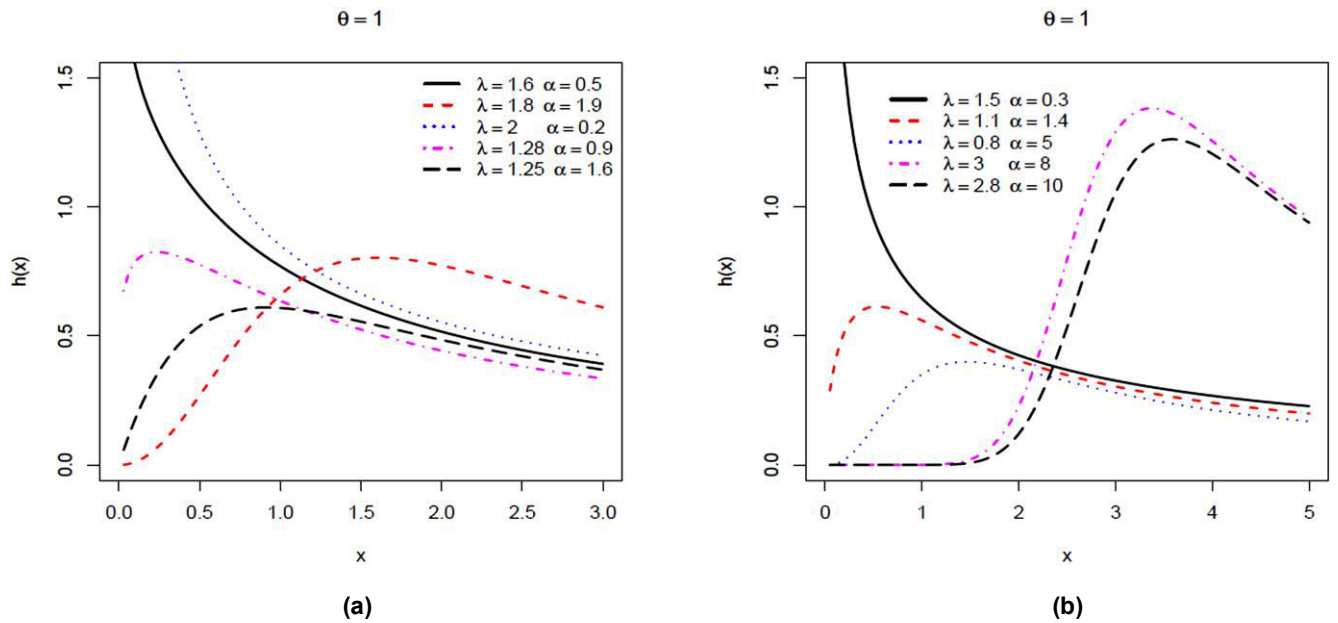 θ = 1
1.5
1.0
0.5
0.0
h(x)
λ = 1.6 α = 0.5
λ = 1.8 α = 1.9
λ = 2 α = 0.2
λ = 1.28 α = 0.9
λ = 1.25 α = 1.6
0.0 0.5 1.0 1.5 2.0 2.5 3.0
x
(a)
θ = 1
1.5
1.0
0.5
0.0
h(x)
λ = 1.5 α = 0.3
λ = 1.1 α = 1.4
λ = 0.8 α = 5
λ = 3 α = 8
λ = 2.8 α = 10
0 1 2 3 4 5
x
(b)